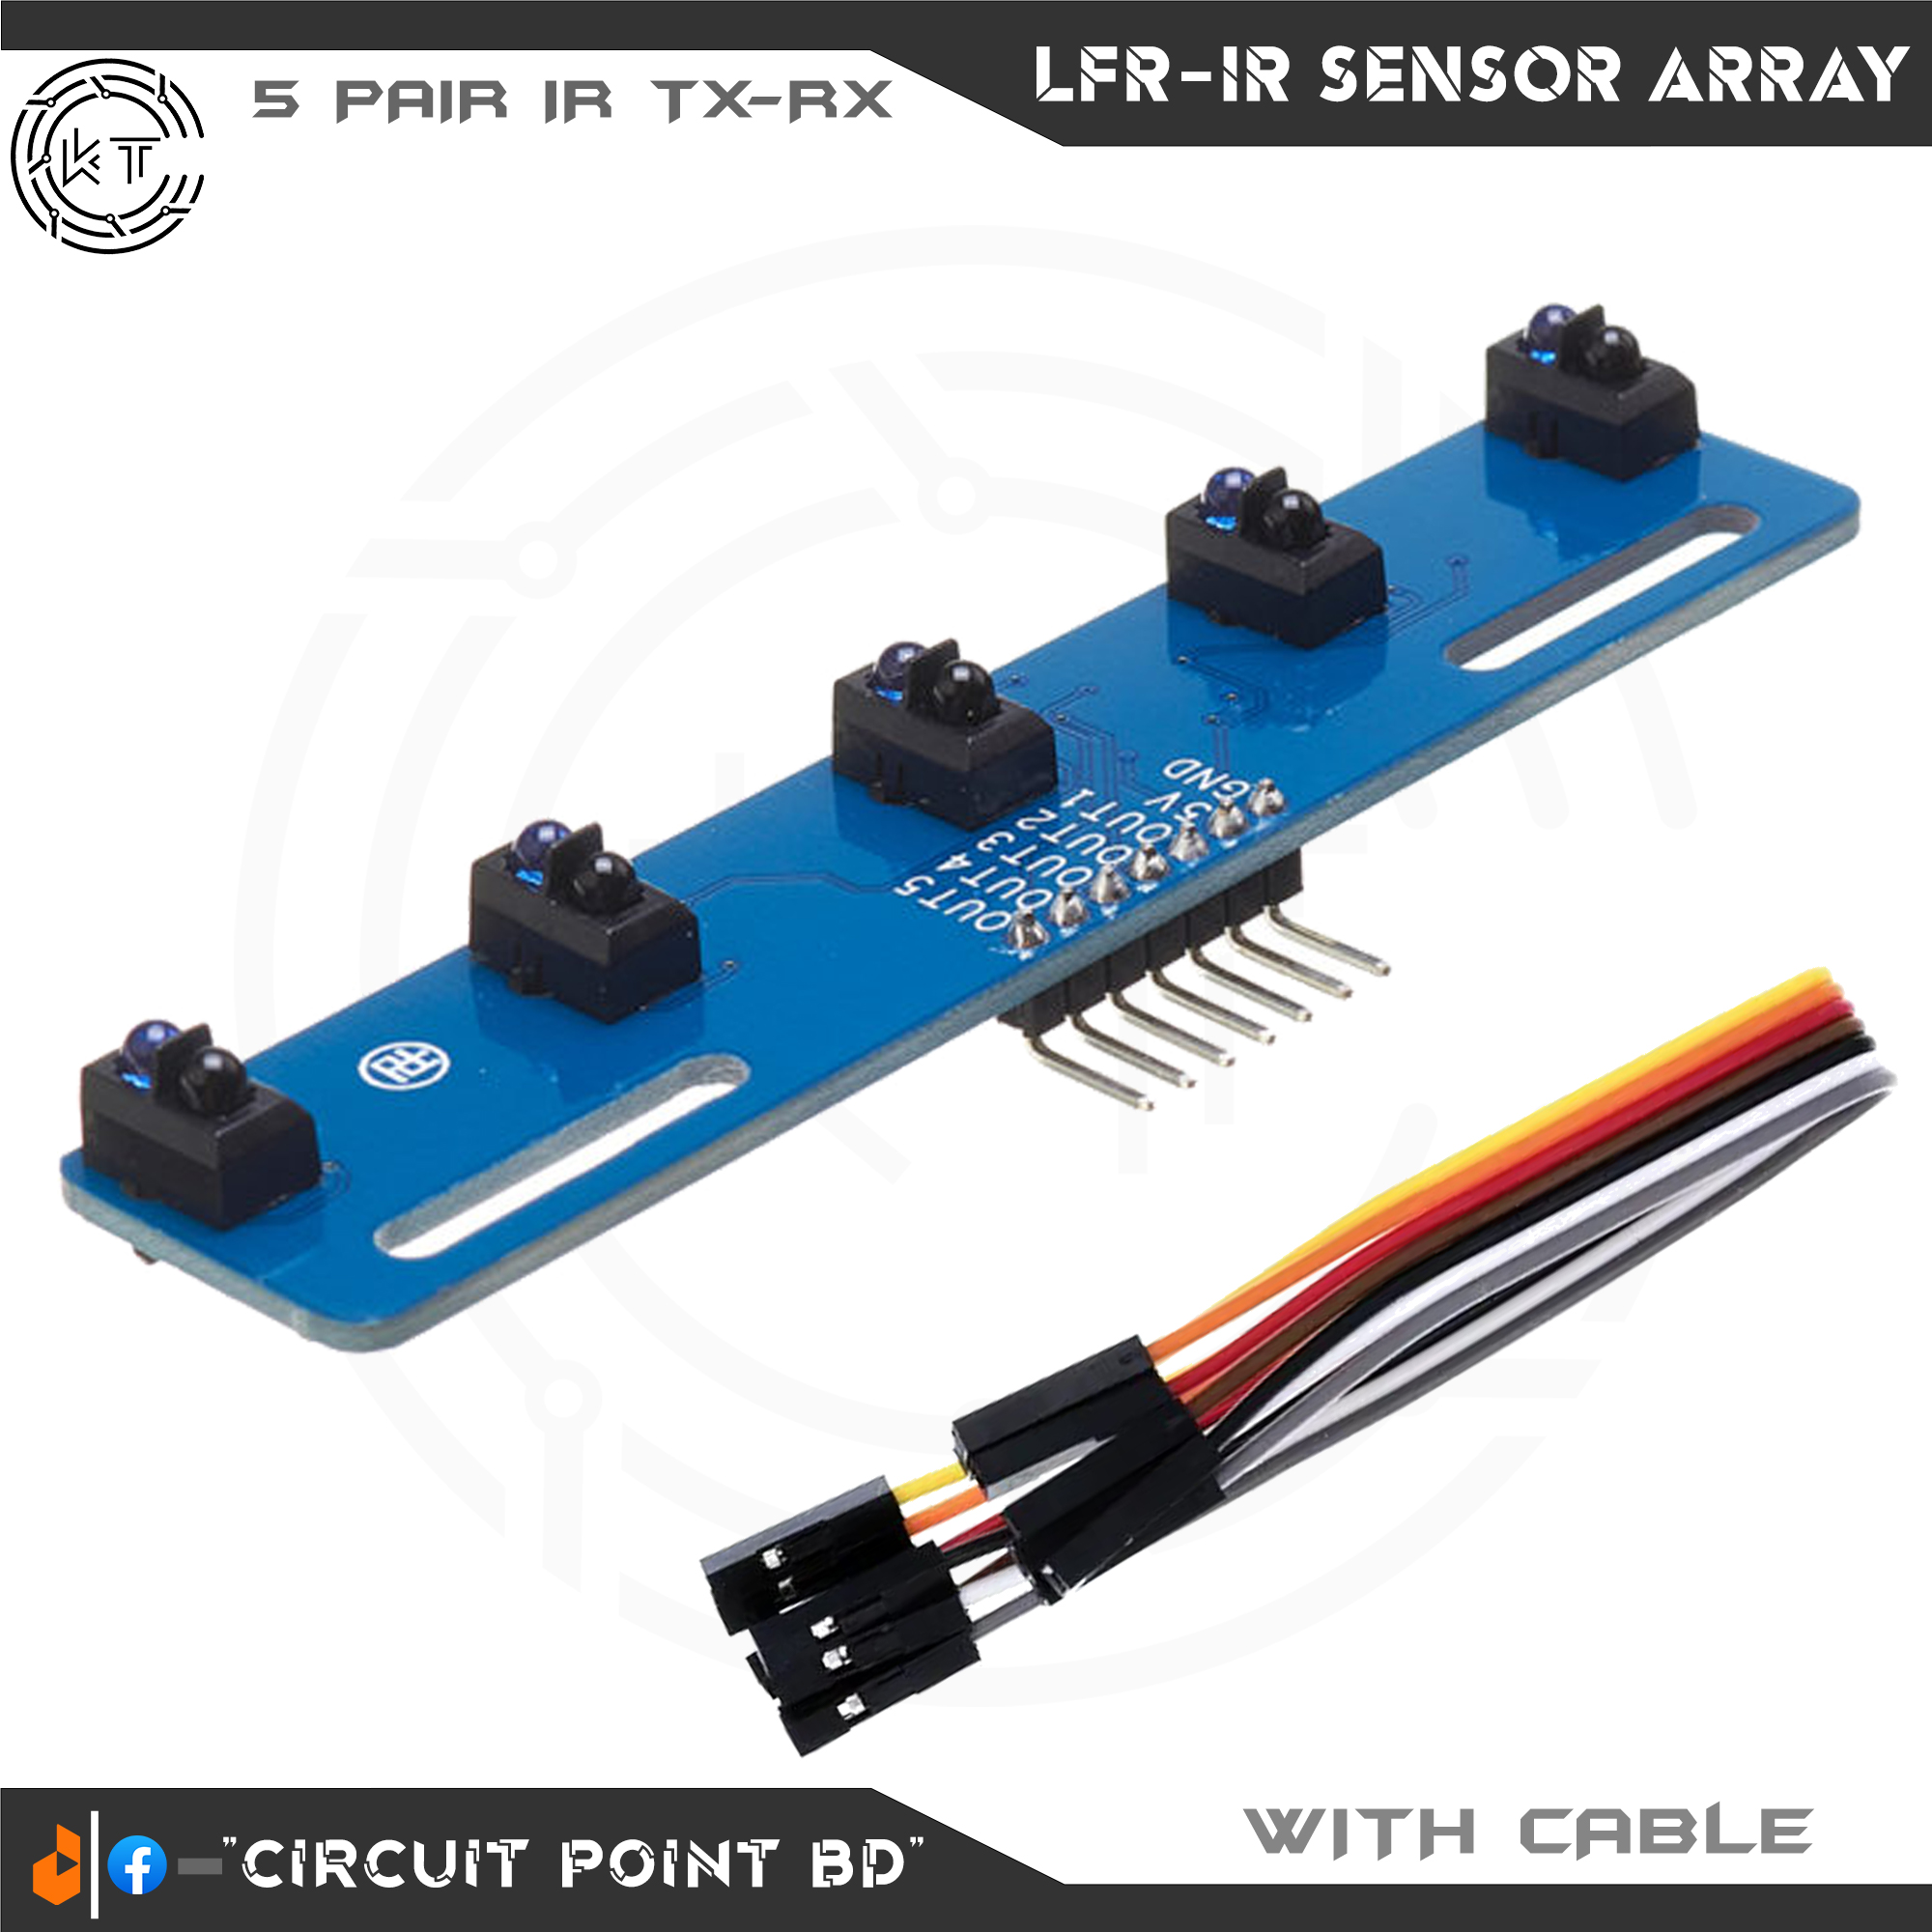 LFR-IR SENSOR ARRAY
5 PAIR IR TX-RX
KT
GND
5V
OUT1
OUT2
OUT3
OUT4
OUT5
WITH CABLE
"CIRCUIT POINT BD"